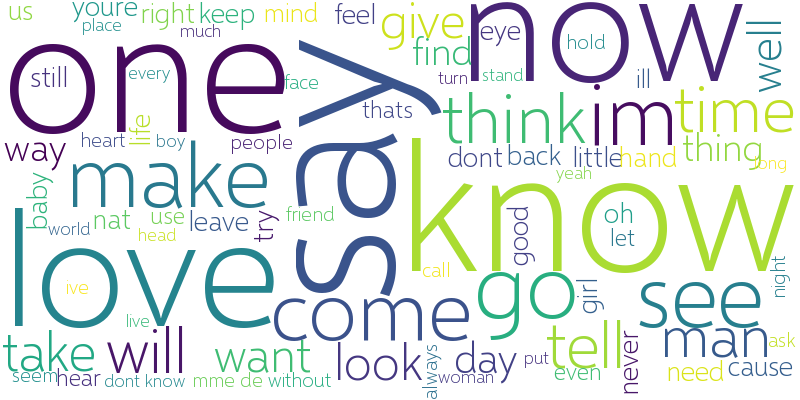 us
youre
place
right
keep
much
mind
feel
give
find
eye
now
hold
well
one
still
every
face
say
turn
stand
ill
thats
think
im
time
way
heart
life
boy
people
dont
back
little
hand
thing
long
yeah
make
know
baby
nat
use
leave
try
friend
world
head
good
oh
let
love
ive
call
come
go
girl
see
night
live
take
will
want
look
day
tell
man
never
ask
seem
hear
dont know
mme de
without
always
woman
put
even
need
cause